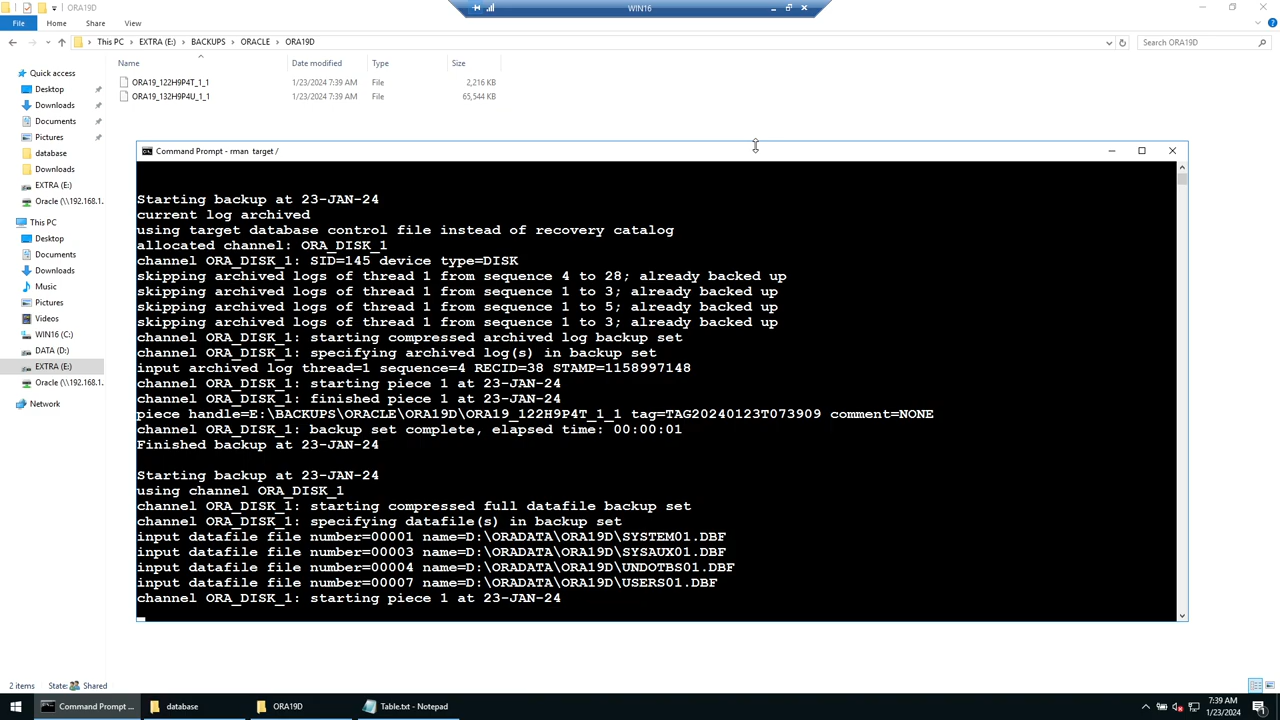 ORA19D
WIN16
File
Home
Share
View
This PC
EXTRA (E:)
BACKUPS
ORACLE
ORA19D
Search ORA19D
Name
Date modified
Type
Size
Quick access
Desktop
Downloads
Documents
Pictures
database
Downloads
EXTRA (E:)
Oracle (\\192.168.1.
This PC
Desktop
Documents
Downloads
Music
Pictures
Videos
WIN16 (C:)
DATA (D:)
EXTRA (E:)
Oracle (\\192.168.1.
Network
ORA19_122H9P4T_1_1 1/23/2024 7:39 AM File 2,216 KB
ORA19_132H9P4U_1_1 1/23/2024 7:39 AM File 65,544 KB
Command Prompt - rman target /
Starting backup at 23-JAN-24
current log archived
using target database control file instead of recovery catalog
allocated channel: ORA_DISK_1
channel ORA_DISK_1: SID=145 device type=DISK
skipping archived logs of thread 1 from sequence 4 to 28; already backed up
skipping archived logs of thread 1 from sequence 1 to 3; already backed up
skipping archived logs of thread 1 from sequence 1 to 5; already backed up
skipping archived logs of thread 1 from sequence 1 to 3; already backed up
channel ORA_DISK_1: starting compressed archived log backup set
channel ORA_DISK_1: specifying archived log(s) in backup set
input archived log thread=1 sequence=4 RECID=38 STAMP=1158997148
channel ORA_DISK_1: starting piece 1 at 23-JAN-24
channel ORA_DISK_1: finished piece 1 at 23-JAN-24
piece handle=E:\BACKUPS\ORACLE\ORA19D\ORA19_122H9P4T_1_1 tag=TAG20240123T073909 comment=NONE
channel ORA_DISK_1: backup set complete, elapsed time: 00:00:01
Finished backup at 23-JAN-24
Starting backup at 23-JAN-24
using channel ORA_DISK_1
channel ORA_DISK_1: starting compressed full datafile backup set
channel ORA_DISK_1: specifying datafile(s) in backup set
input datafile file number=00001 name=D:\ORADATA\ORA19D\SYSTEM01.DBF
input datafile file number=00003 name=D:\ORADATA\ORA19D\SYSAUX01.DBF
input datafile file number=00004 name=D:\ORADATA\ORA19D\UNDOTBS01.DBF
input datafile file number=00007 name=D:\ORADATA\ORA19D\USERS01.DBF
channel ORA_DISK_1: starting piece 1 at 23-JAN-24
2 items
State:
Shared
Command Prompt ...
database
ORA19D
Table.txt - Notepad
7:39 AM
1/23/2024
1